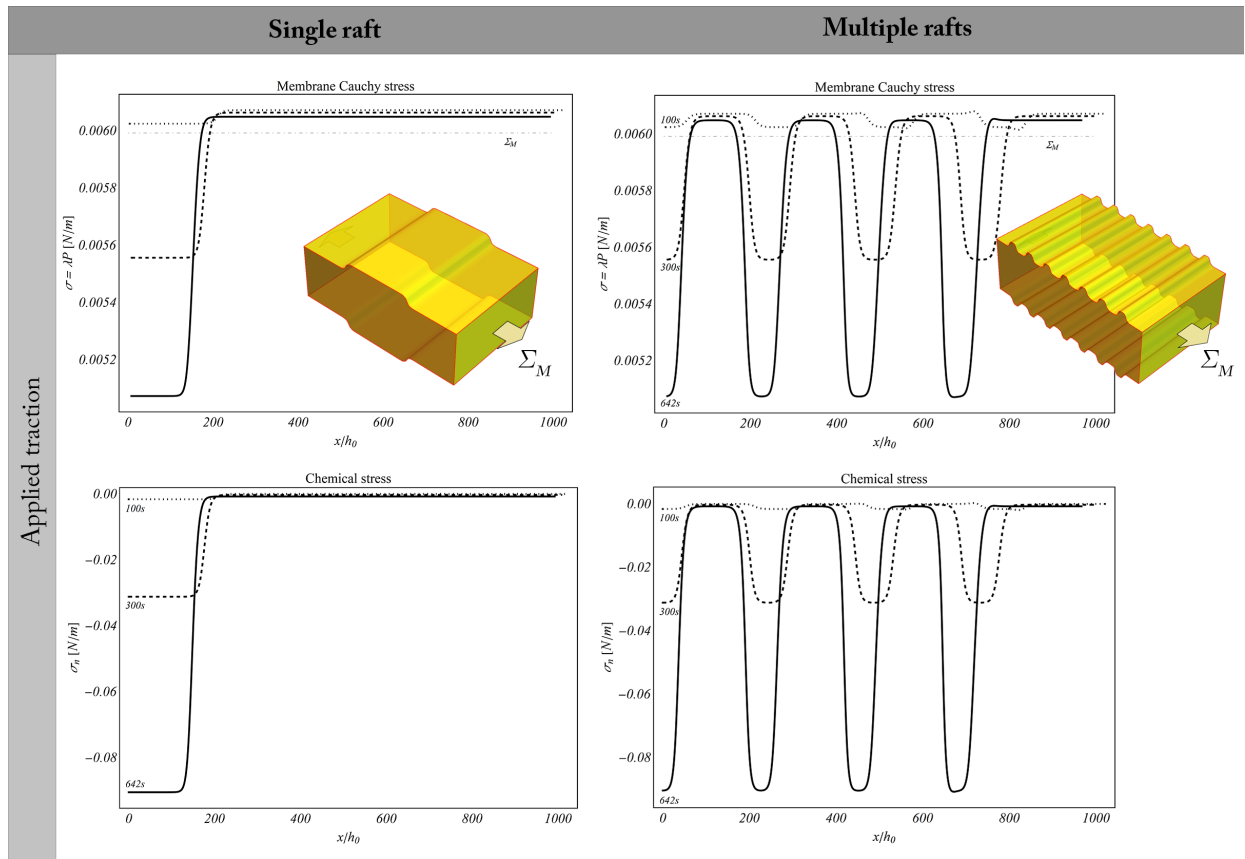 Single raft
Multiple rafts
Applied traction
Membrane Cauchy stress
σ = λP [N/m]
0.0060
0.0058
0.0056
0.0054
0.0052
Σ_M
Σ_M
0 200 400 600 800 1000
x/h₀
Membrane Cauchy stress
σ = λP [N/m]
0.0060
0.0058
0.0056
0.0054
0.0052
100s
300s
642s
Σ_M
Σ_M
0 200 400 600 800 1000
x/h₀
Chemical stress
σₙ [N/m]
0.00
−0.02
−0.04
−0.06
−0.08
100s
300s
642s
0 200 400 600 800 1000
x/h₀
Chemical stress
σₙ [N/m]
0.00
−0.02
−0.04
−0.06
−0.08
100s
300s
642s
0 200 400 600 800 1000
x/h₀